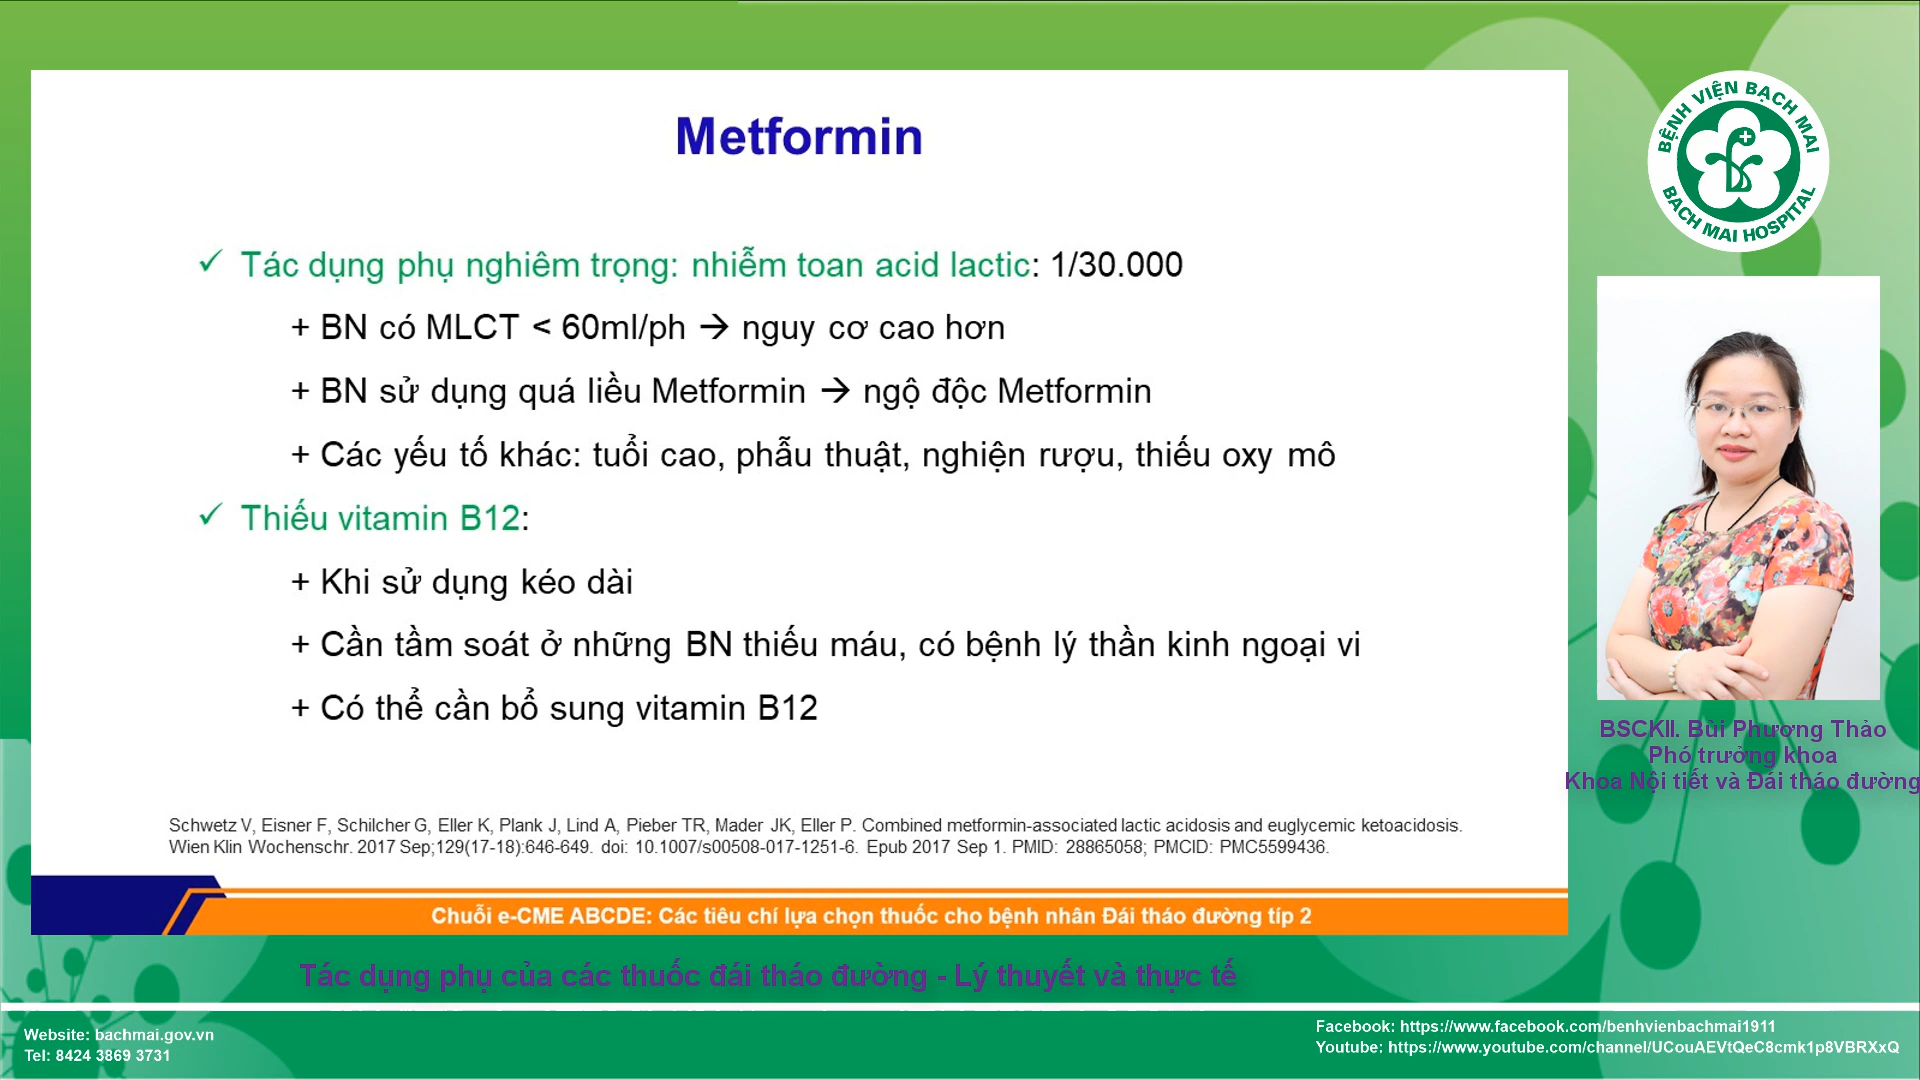 Metformin
✓ Tác dụng phụ nghiêm trọng: nhiễm toan acid lactic: 1/30.000
+ BN có MLCT < 60ml/ph → nguy cơ cao hơn
+ BN sử dụng quá liều Metformin → ngộ độc Metformin
+ Các yếu tố khác: tuổi cao, phẫu thuật, nghiện rượu, thiếu oxy mô
✓ Thiếu vitamin B12:
+ Khi sử dụng kéo dài
+ Cần tầm soát ở những BN thiếu máu, có bệnh lý thần kinh ngoại vi
+ Có thể cần bổ sung vitamin B12
Schwetz V, Eisner F, Schilcher G, Eller K, Plank J, Lind A, Pieber TR, Mader JK, Eller P. Combined metformin-associated lactic acidosis and euglycemic ketoacidosis.
Wien Klin Wochenschr. 2017 Sep;129(17-18):646-649. doi: 10.1007/s00508-017-1251-6. Epub 2017 Sep 1. PMID: 28865058; PMCID: PMC5599436.
Chuỗi e-CME ABCDE: Các tiêu chí lựa chọn thuốc cho bệnh nhân Đái tháo đường típ 2
BỆNH VIỆN BẠCH MAI
BACH MAI HOSPITAL
BSCKII. Bùi Phương Thảo
Phó trưởng khoa
Khoa Nội tiết và Đái tháo đường
Tác dụng phụ của các thuốc đái tháo đường - Lý thuyết và thực tế
Website: bachmai.gov.vn
Tel: 8424 3869 3731
Facebook: https://www.facebook.com/benhvienbachmai1911
Youtube: https://www.youtube.com/channel/UCouAEVtQeC8cmk1p8VBRXxQ